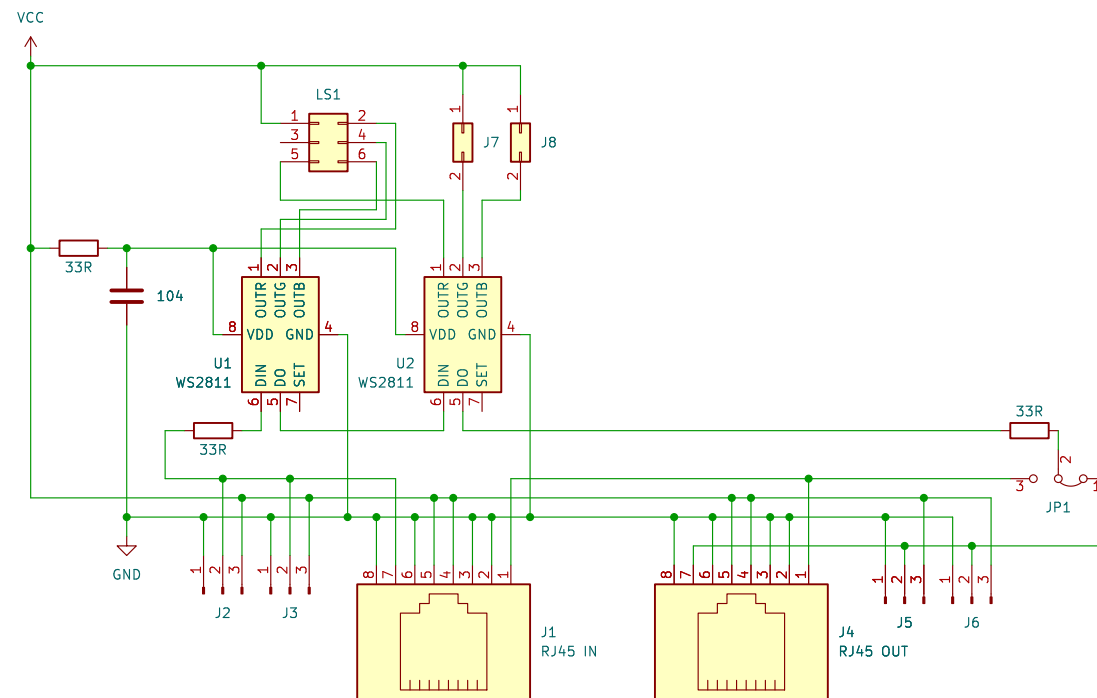 VCC
LS1
1 2
3 4
5 6
1 J7 2
1 J8 2
33R
104
1 2 3
OUTR OUTG OUTB
8 VDD GND 4
U1
WS2811
DIN DO SET
6 5 7
1 2 3
OUTR OUTG OUTB
8 VDD GND 4
U2
WS2811
DIN DO SET
6 5 7
33R
33R
2
3 1
JP1
GND
1 2 3
J2
1 2 3
J3
8 7 6 5 4 3 2 1
J1
RJ45 IN
8 7 6 5 4 3 2 1
J4
RJ45 OUT
1 2 3
J5
1 2 3
J6